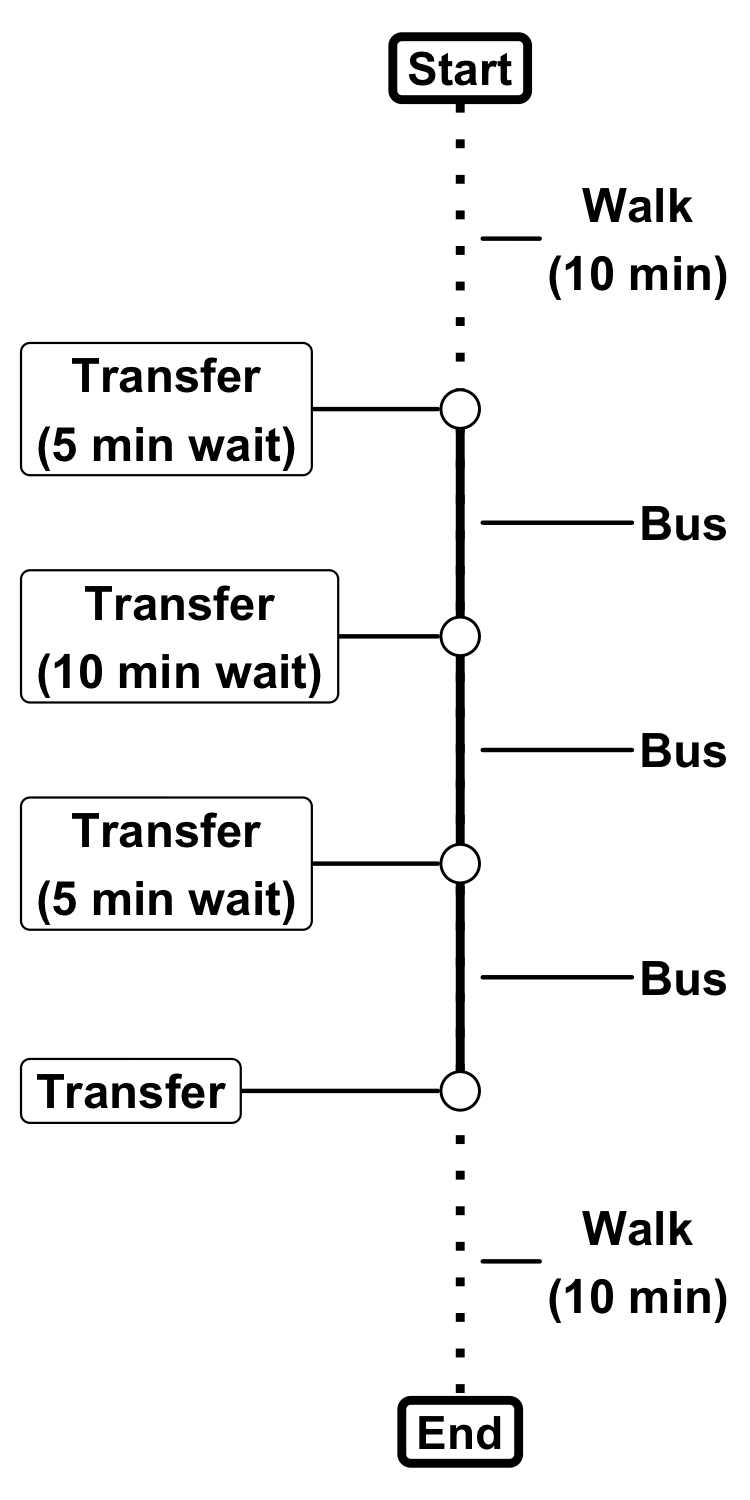 Start
Walk
(10 min)
Transfer
(5 min wait)
Bus
Transfer
(10 min wait)
Bus
Transfer
(5 min wait)
Bus
Transfer
Walk
(10 min)
End